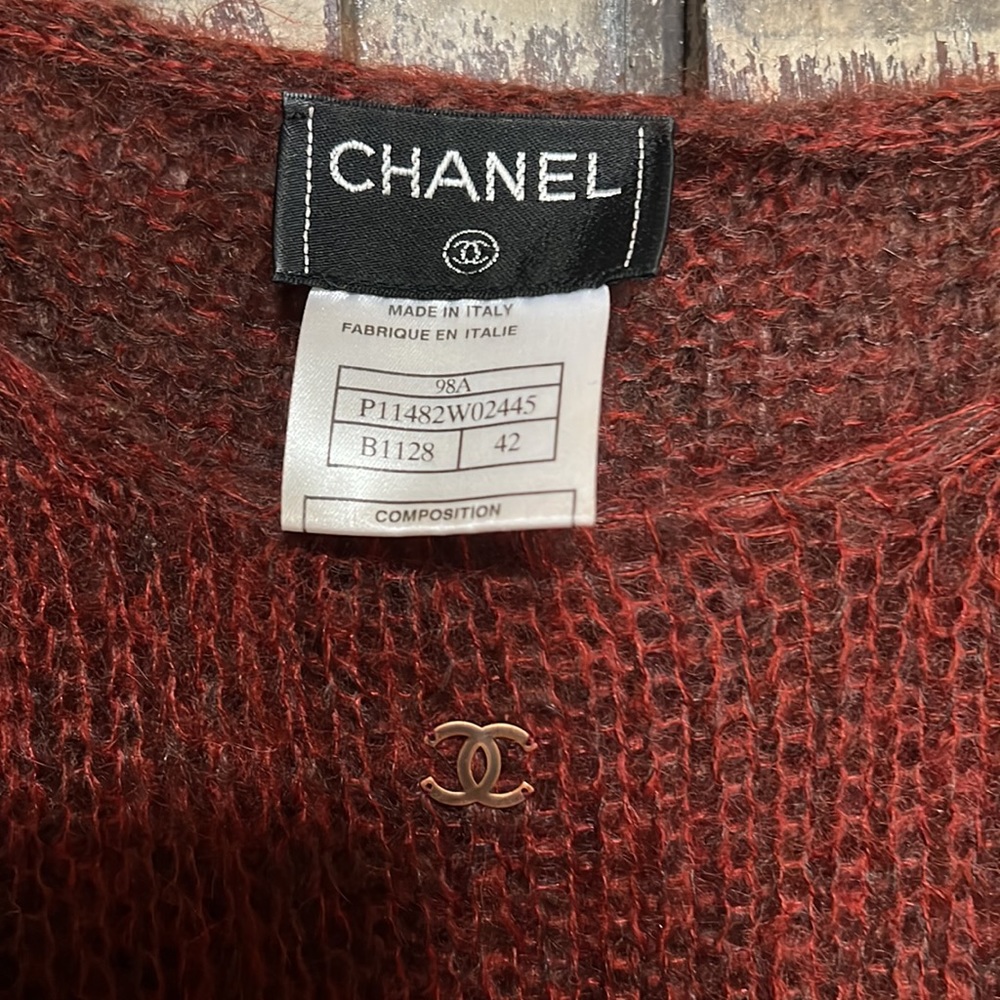 CHANEL
MADE IN ITALY
FABRIQUE EN ITALIE
98A
P11482W02445
B1128 42
COMPOSITION